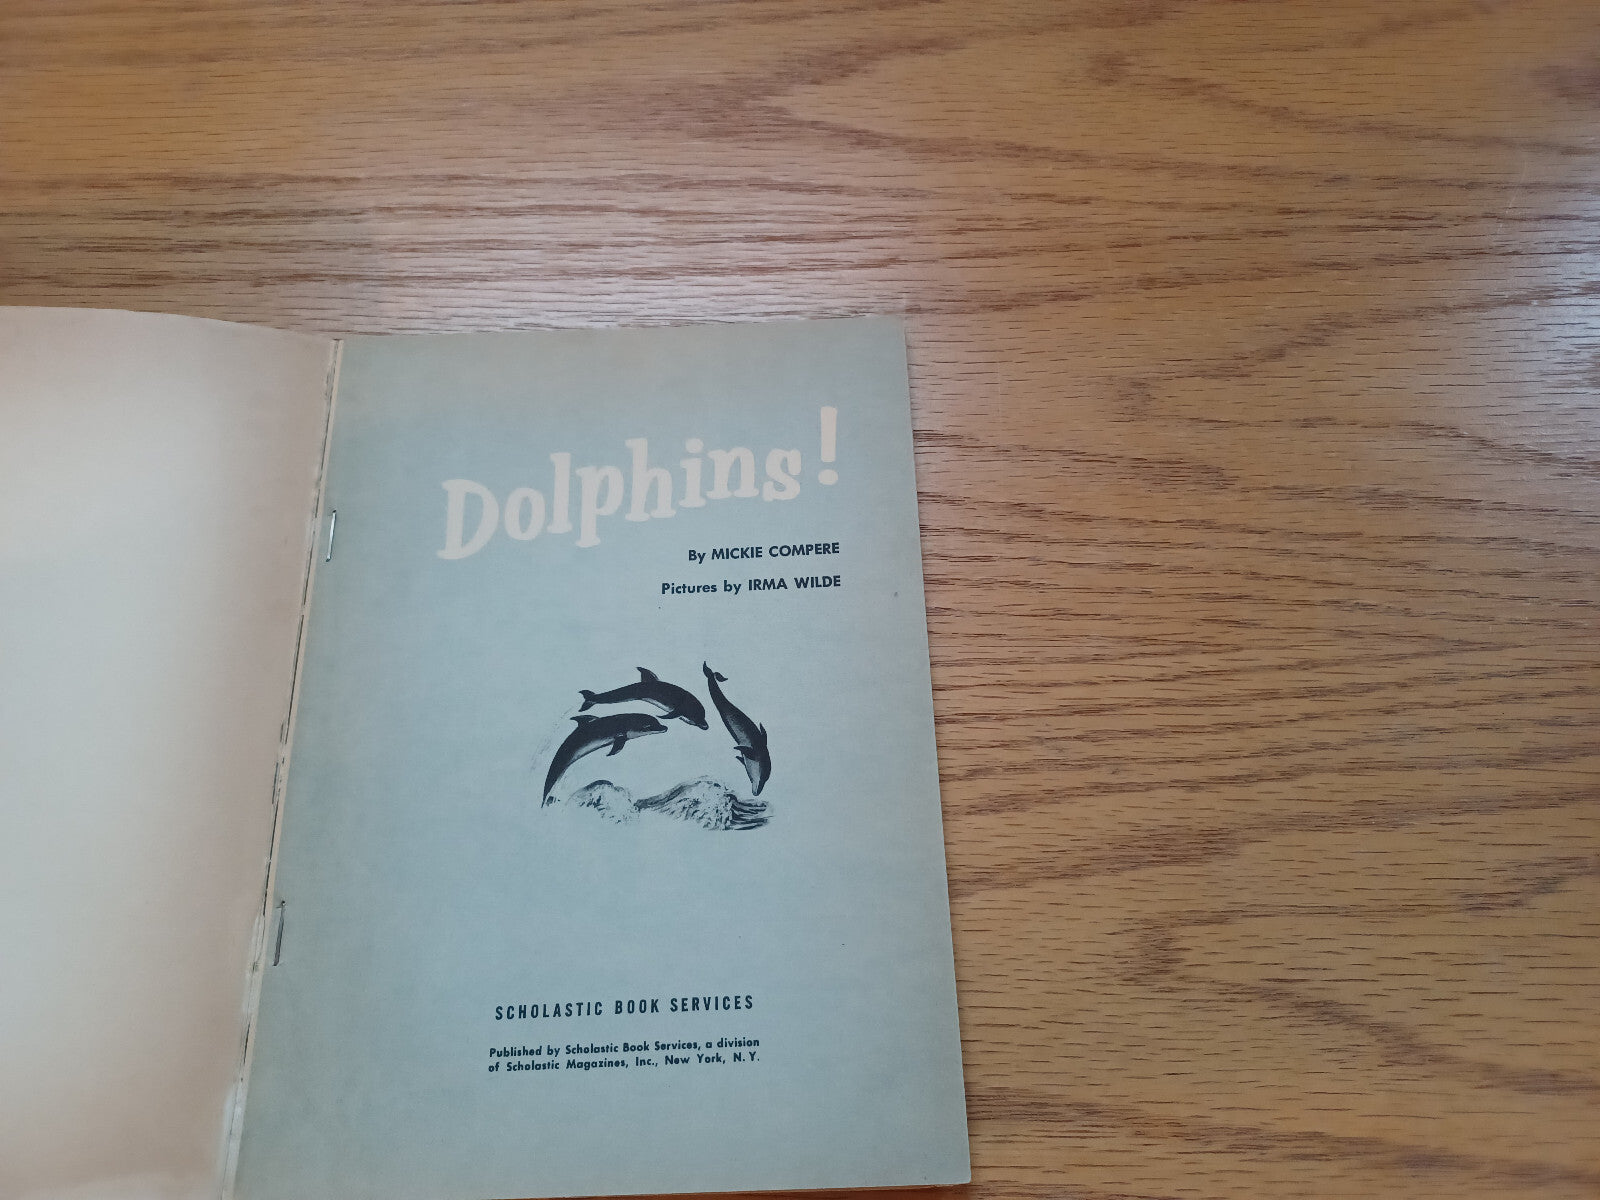 Dolphins!
By MICKIE COMPERE
Pictures by IRMA WILDE
SCHOLASTIC BOOK SERVICES
Published by Scholastic Book Services, a division
of Scholastic Magazines, Inc., New York, N. Y.